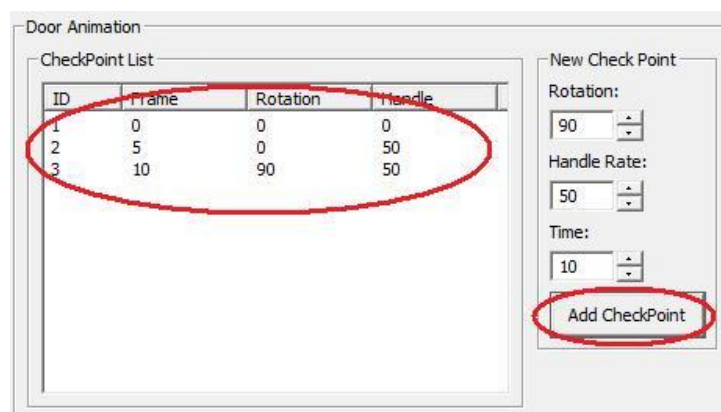 Door Animation
CheckPoint List
ID Frame Rotation Handle
1 0 0 0
2 5 0 50
3 10 90 50
New Check Point
Rotation:
90
Handle Rate:
50
Time:
10
Add CheckPoint